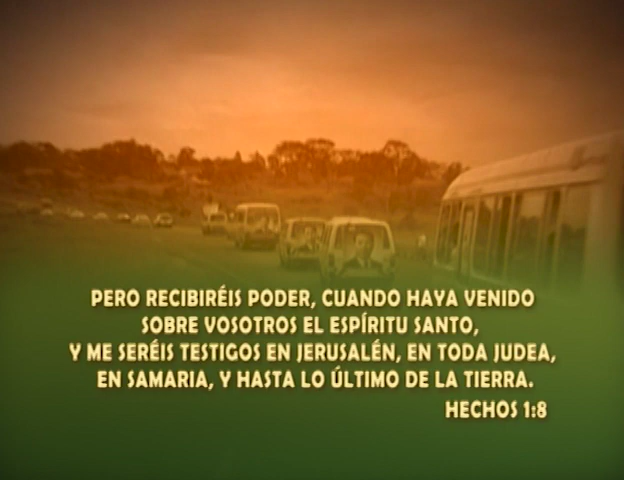 PERO RECIBIRÉIS PODER, CUANDO HAYA VENIDO
SOBRE VOSOTROS EL ESPÍRITU SANTO,
Y ME SERÉIS TESTIGOS EN JERUSALÉN, EN TODA JUDEA,
EN SAMARIA, Y HASTA LO ÚLTIMO DE LA TIERRA.
HECHOS 1:8